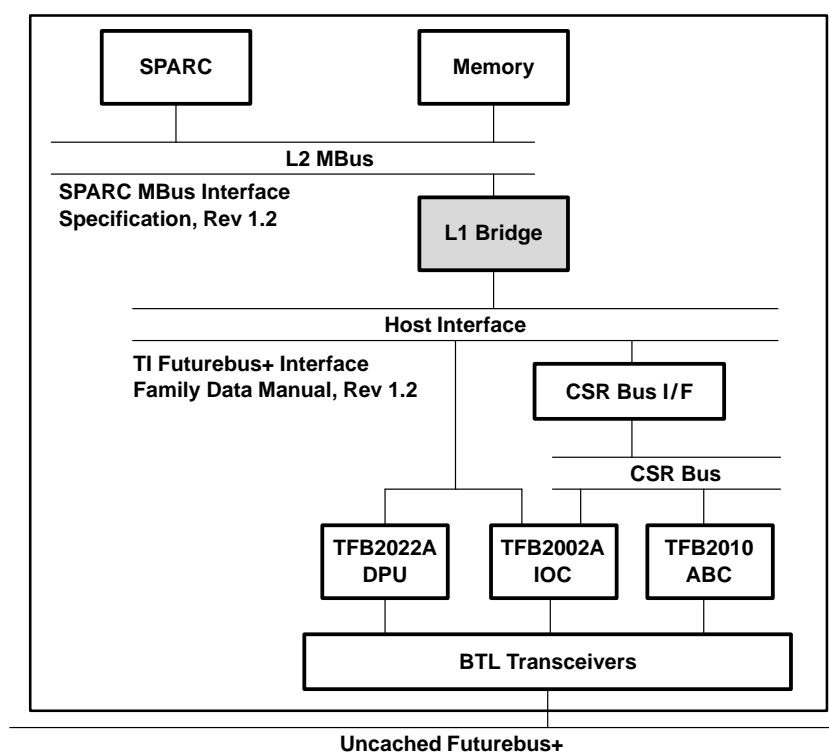 SPARC
Memory
L2 MBus
SPARC MBus Interface
Specification, Rev 1.2
L1 Bridge
Host Interface
TI Futurebus+ Interface
Family Data Manual, Rev 1.2
CSR Bus I/F
CSR Bus
TFB2022A
DPU
TFB2002A
IOC
TFB2010
ABC
BTL Transceivers
Uncached Futurebus+